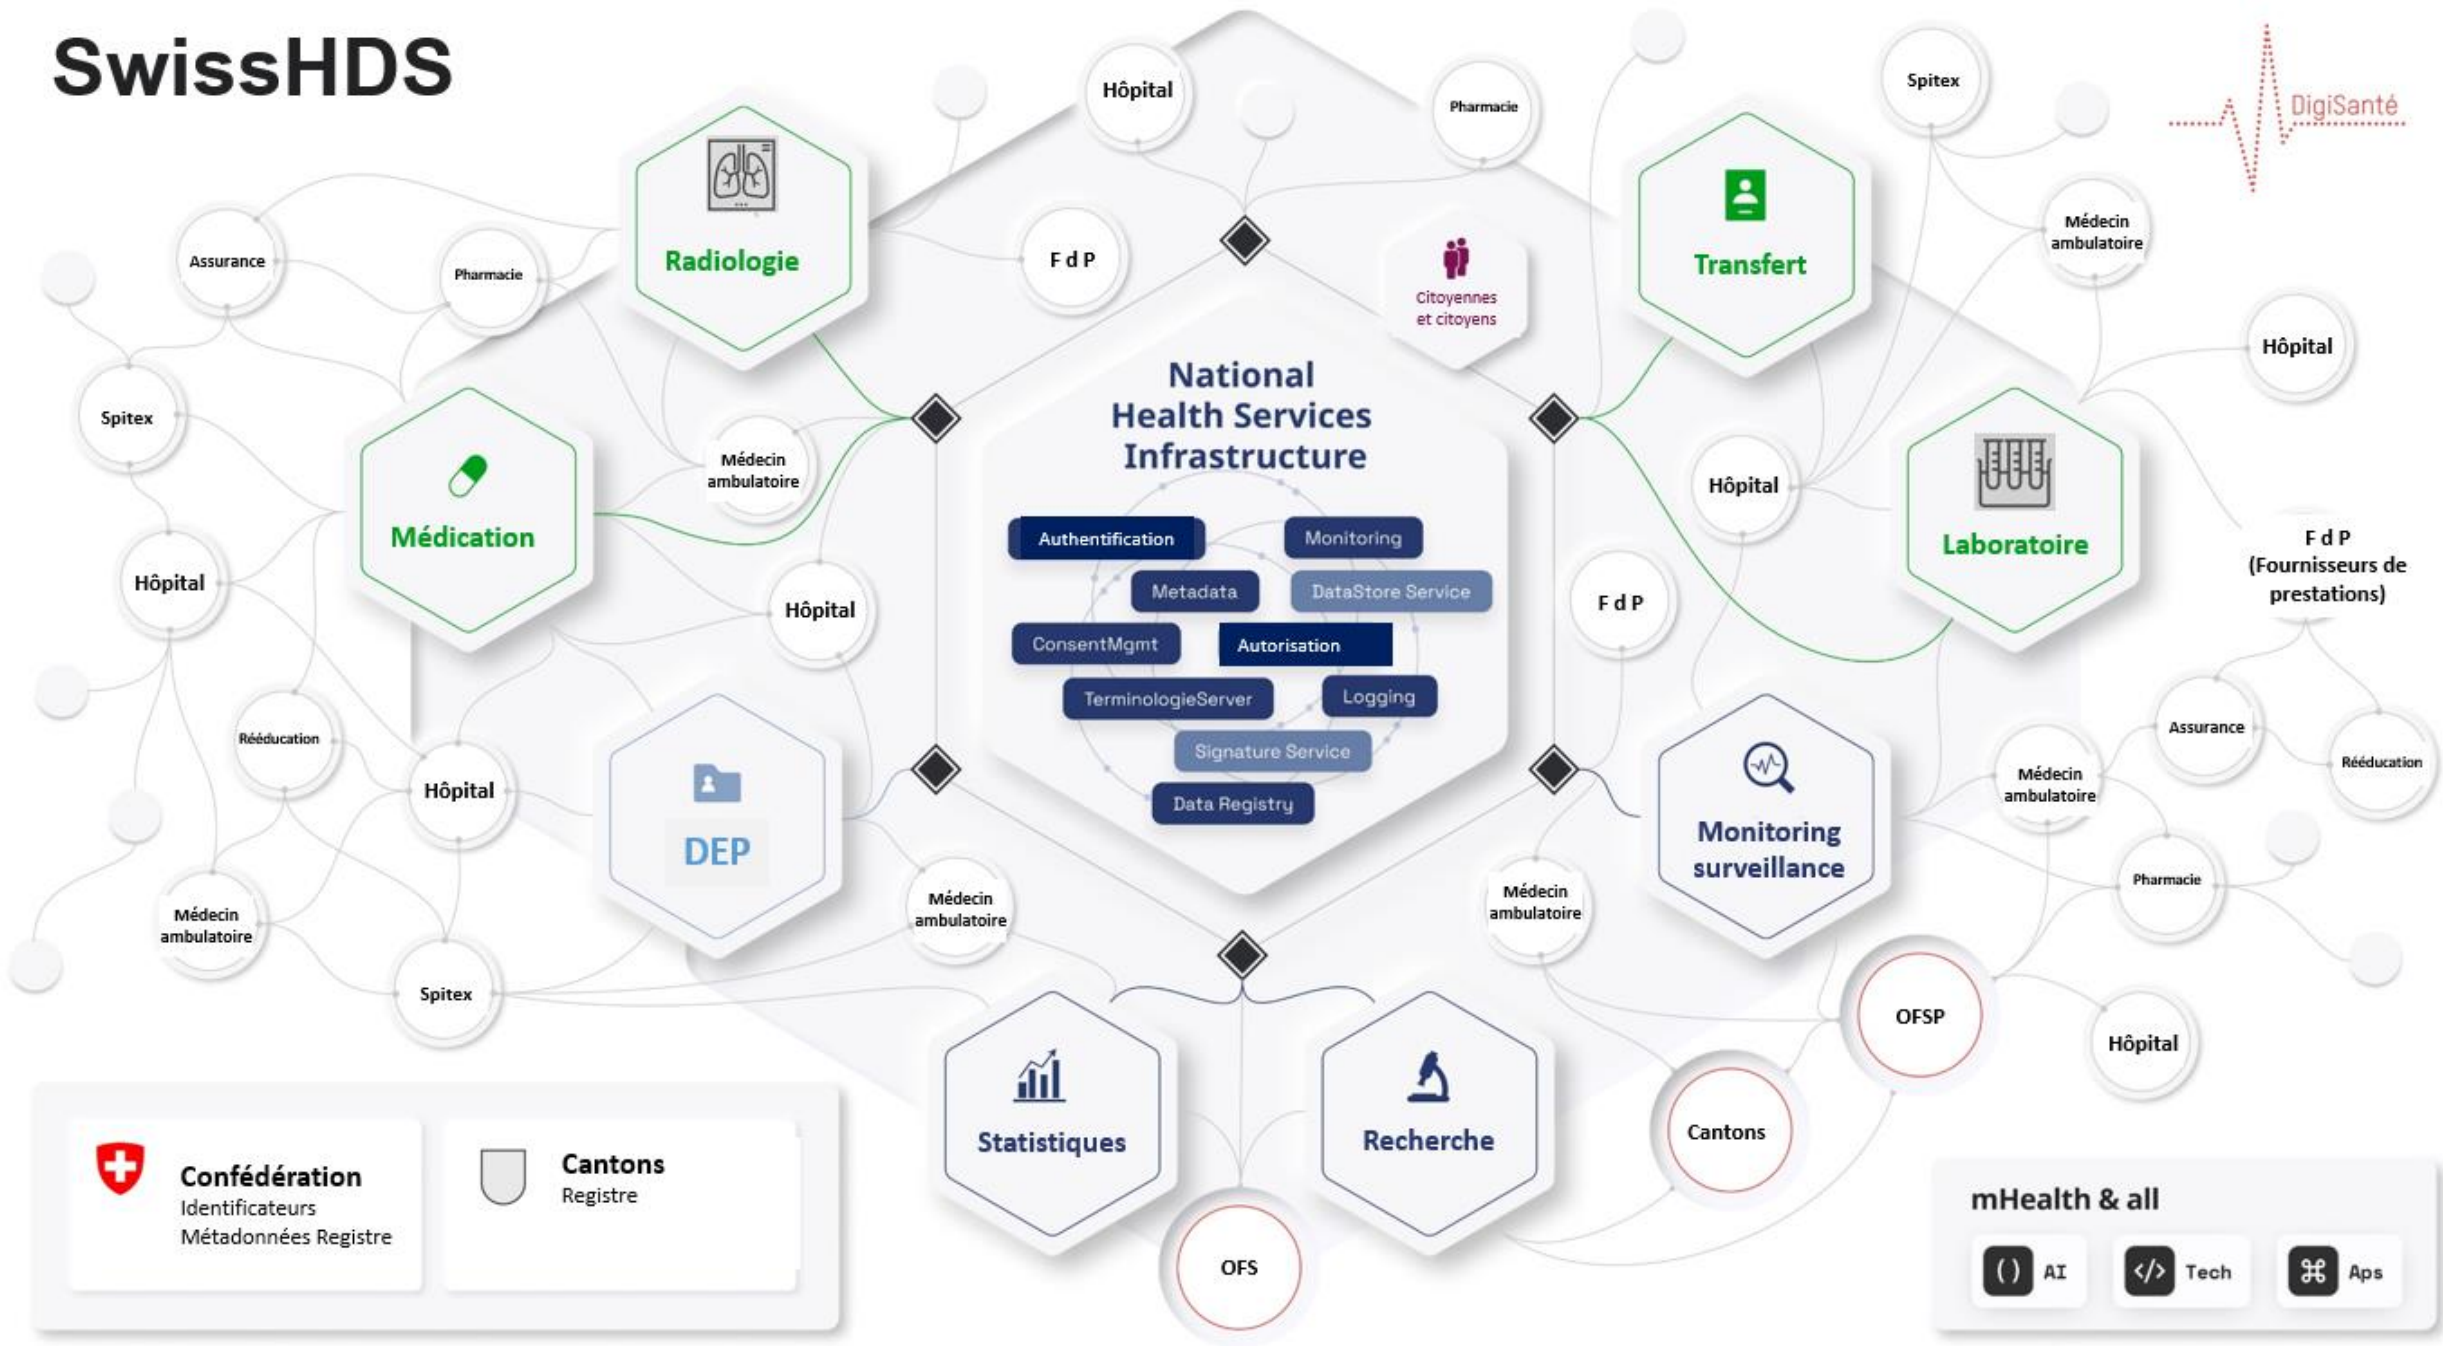 SwissHDS
DigiSanté
Hôpital
Pharmacie
Spitex
Médecin
ambulatoire
Radiologie
F d P
Citoyennes
et citoyens
Transfert
Assurance
Pharmacie
Hôpital
Spitex
Médication
Médecin
ambulatoire
National
Health Services
Infrastructure
Authentification
Monitoring
Metadata
DataStore Service
ConsentMgmt
Autorisation
TerminologieServer
Logging
Signature Service
Data Registry
Hôpital
Laboratoire
F d P
(Fournisseurs de
prestations)
Hôpital
Hôpital
F d P
Rééducation
Hôpital
DEP
Médecin
ambulatoire
Médecin
ambulatoire
Spitex
Médecin
ambulatoire
Monitoring
surveillance
Médecin
ambulatoire
Assurance
Rééducation
Pharmacie
OFSP
Hôpital
Cantons
Statistiques
Recherche
OFS
Confédération
Identificateurs
Métadonnées Registre
Cantons
Registre
mHealth & all
() AI
</> Tech
⌘ Aps